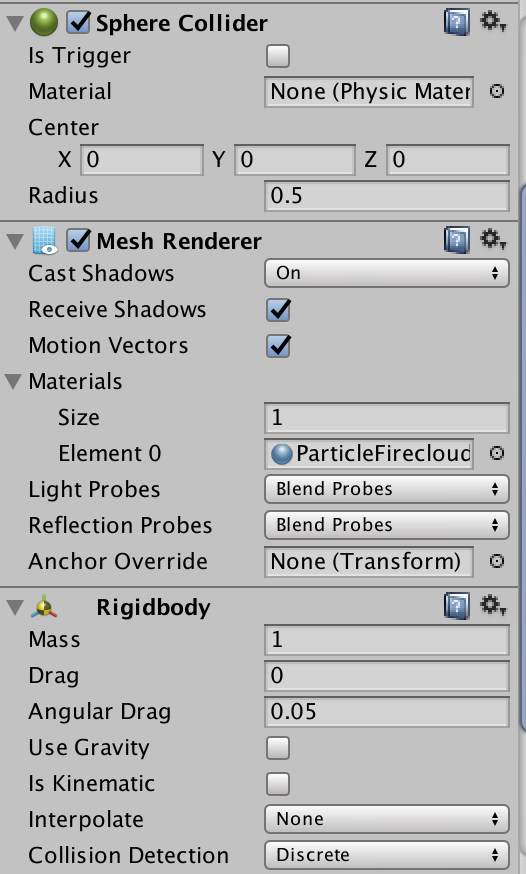 Sphere Collider
Is Trigger
Material None (Physic Mater
Center
X 0 Y 0 Z 0
Radius 0.5
Mesh Renderer
Cast Shadows On
Receive Shadows
Motion Vectors
Materials
Size 1
Element 0 ParticleFirecloud
Light Probes Blend Probes
Reflection Probes Blend Probes
Anchor Override None (Transform)
Rigidbody
Mass 1
Drag 0
Angular Drag 0.05
Use Gravity
Is Kinematic
Interpolate None
Collision Detection Discrete